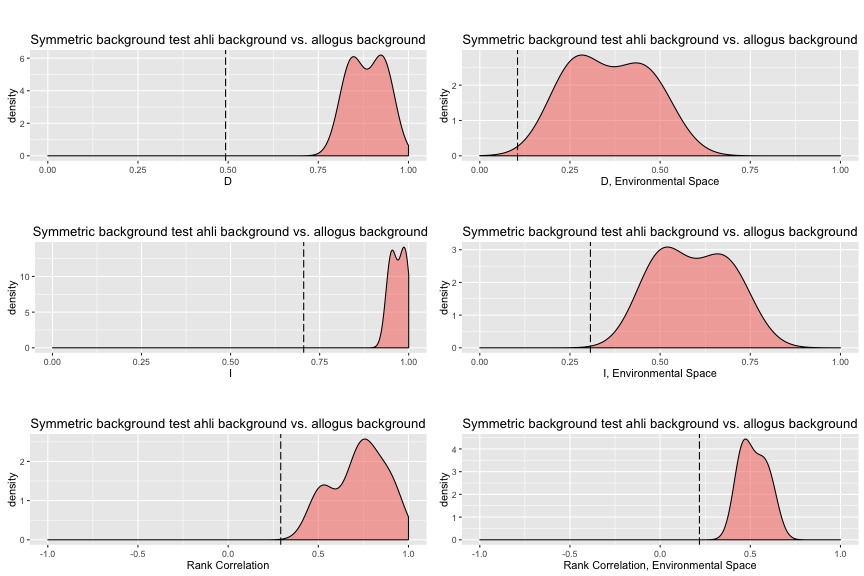 Symmetric background test ahli background vs. allogus background
density
6
4
2
0
0.00 0.25 0.50 0.75 1.00
D
Symmetric background test ahli background vs. allogus background
density
2
1
0
0.00 0.25 0.50 0.75 1.00
D, Environmental Space
Symmetric background test ahli background vs. allogus background
density
10
5
0
0.00 0.25 0.50 0.75 1.00
I
Symmetric background test ahli background vs. allogus background
density
3
2
1
0
0.00 0.25 0.50 0.75 1.00
I, Environmental Space
Symmetric background test ahli background vs. allogus background
density
2
1
0
-1.0 -0.5 0.0 0.5 1.0
Rank Correlation
Symmetric background test ahli background vs. allogus background
density
4
3
2
1
0
-1.0 -0.5 0.0 0.5 1.0
Rank Correlation, Environmental Space